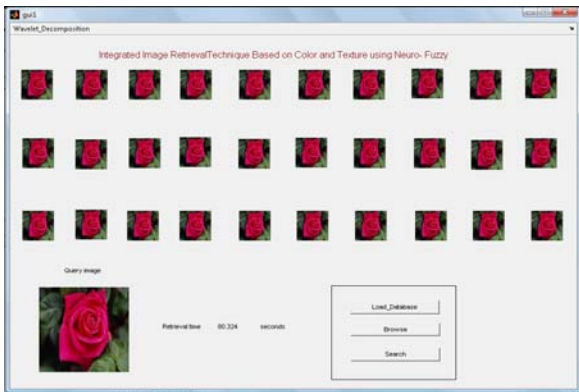 gui1
Wavelet_Decomposition
Integrated Image RetrievalTechnique Based on Color and Texture using Neuro- Fuzzy
Query image
Retrieval time 80.324 seconds
Load_Database
Browse
Search